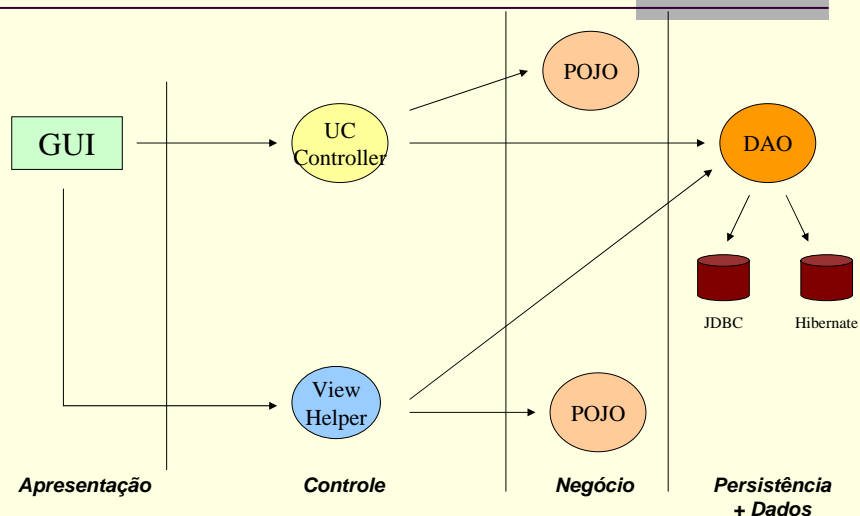 POJO
GUI
UC
Controller
DAO
JDBC
Hibernate
View
Helper
POJO
Apresentação
Controle
Negócio
Persistência
+ Dados